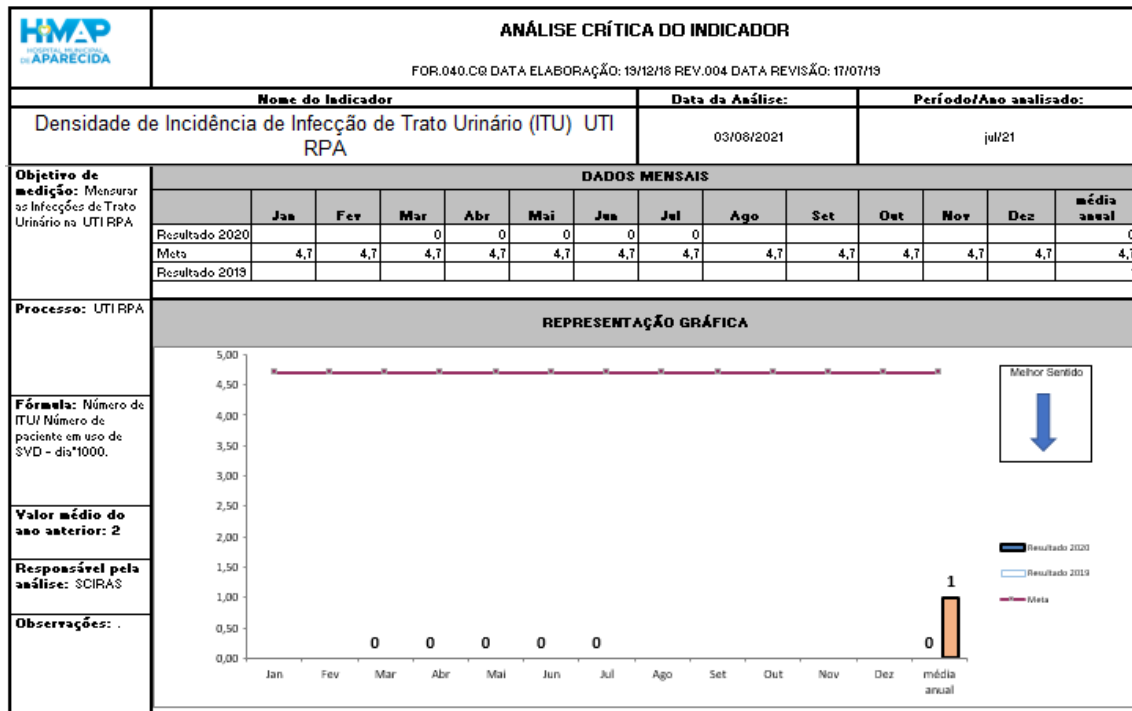 HMAP
HOSPITAL MUNICIPAL
DE APARECIDA
ANÁLISE CRÍTICA DO INDICADOR
FOR.040.CQ DATA ELABORAÇÃO: 19/12/18 REV.004 DATA REVISÃO: 17/07/19
Nome do Indicador Data da Análise: Período/Ano analisado:
Densidade de Incidência de Infecção de Trato Urinário (ITU) UTI
RPA
03/08/2021
jul/21
Objetivo de
medição: Mensurar
as Infecções de Trato
Urinário na UTI RPA
DADOS MENSAIS
Jan Fev Mar Abr Mai Jun Jul Ago Set Out Nov Dez média anual
Resultado 2020 0 0 0 0 0 0
Meta 4,7 4,7 4,7 4,7 4,7 4,7 4,7 4,7 4,7 4,7 4,7 4,7 4,7
Resultado 2019
Processo: UTI RPA
Fórmula: Número de
ITU/ Número de
paciente em uso de
SVD - dia*1000.
Valor médio do
ano anterior: 2
Responsável pela
análise: SCIRAS
Observações: .
REPRESENTAÇÃO GRÁFICA
5,00
4,50
4,00
3,50
3,00
2,50
2,00
1,50
1,00
0,50
0,00
0 0 0 0 0 0 1
Jan Fev Mar Abr Mai Jun Jul Ago Set Out Nov Dez média
anual
Melhor Sentido
Resultado 2020
Resultado 2019
Meta